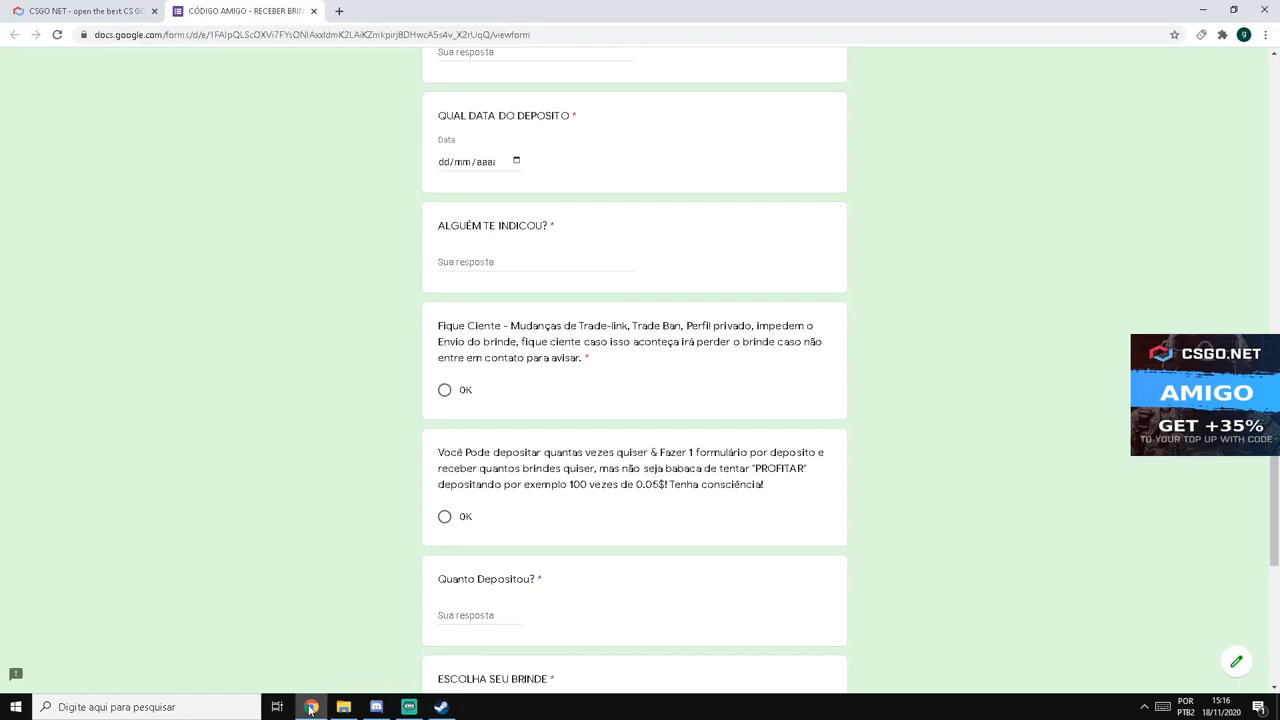 CSGO.NET - open the best CS GO
CÓDIGO AMIGO - RECEBER BRIN
docs.google.com/forms/d/e/1FAIpQLScOXVi7FYsONIAxxldmK2LAiKZmkpirj8DHwcA5s4v_X2rUqQ/viewform
g
Sua resposta
QUAL DATA DO DEPOSITO *
Data
dd/mm/aaaa
ALGUÉM TE INDICOU? *
Sua resposta
Fique Ciente - Mudanças de Trade-link, Trade Ban, Perfil privado, impedem o
Envio do brinde, fique ciente caso isso aconteça irá perder o brinde caso não
entre em contato para avisar. *
OK
Você Pode depositar quantas vezes quiser & Fazer 1 formulário por deposito e
receber quantos brindes quiser, mas não seja babaca de tentar "PROFITAR"
depositando por exemplo 100 vezes de 0.05$! Tenha consciência!
OK
Quanto Depositou? *
Sua resposta
ESCOLHA SEU BRINDE *
CSGO.NET
AMIGO
GET +35%
TO YOUR TOP UP WITH CODE
Digite aqui para pesquisar
POR
PTB2
15:16
18/11/2020
1